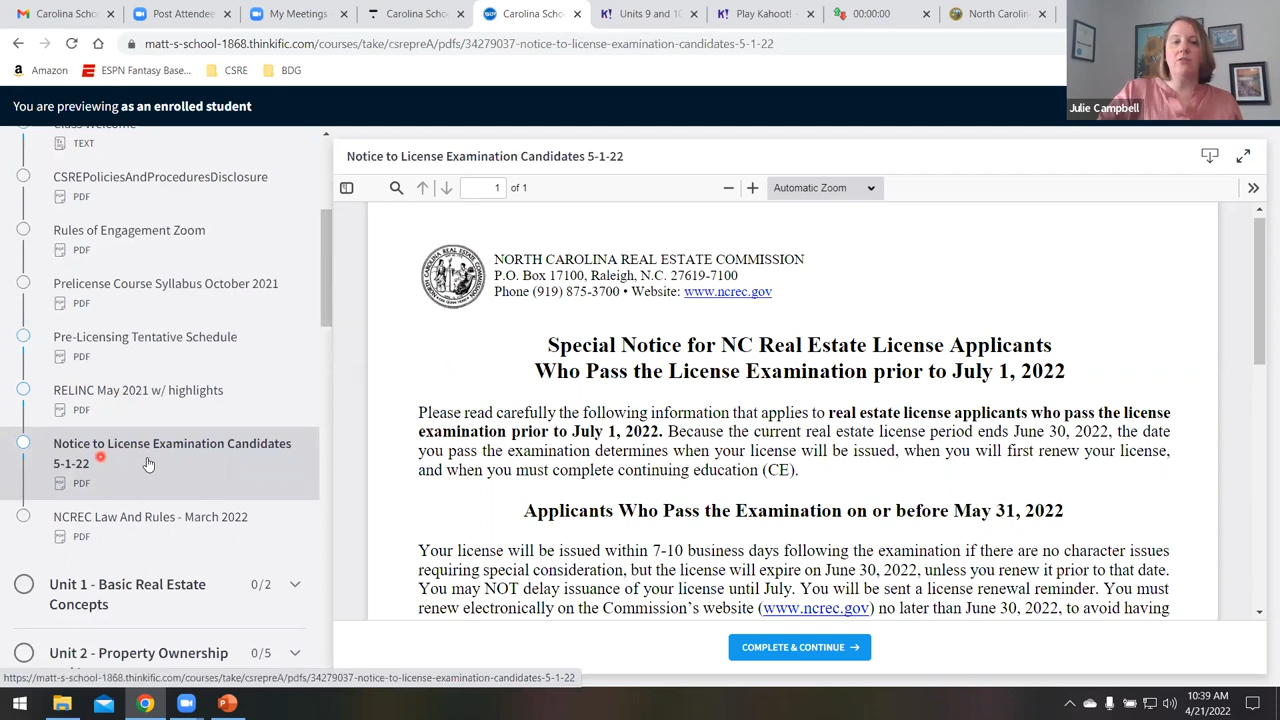 Carolina Schoo
Post Attendee
My Meetings -
Carolina Scho
Carolina Scho
Units 9 and 10
Play Kahoot! -
00:00:00
North Carolin
matt-s-school-1868.thinkific.com/courses/take/csrepreA/pdfs/34279037-notice-to-license-examination-candidates-5-1-22
Amazon
ESPN Fantasy Base...
CSRE
BDG
Julie Campbell
You are previewing as an enrolled student
Class Welcome
TEXT
CSREPoliciesAndProceduresDisclosure
PDF
Rules of Engagement Zoom
PDF
Prelicense Course Syllabus October 2021
PDF
Pre-Licensing Tentative Schedule
PDF
RELINC May 2021 w/ highlights
PDF
Notice to License Examination Candidates
5-1-22
PDF
NCREC Law And Rules - March 2022
PDF
Unit 1 - Basic Real Estate
Concepts
0/2
Unit 2 - Property Ownership
0/5
Notice to License Examination Candidates 5-1-22
1 of 1
Automatic Zoom
NORTH CAROLINA REAL ESTATE COMMISSION
P.O. Box 17100, Raleigh, N.C. 27619-7100
Phone (919) 875-3700 • Website: www.ncrec.gov
Special Notice for NC Real Estate License Applicants
Who Pass the License Examination prior to July 1, 2022
Please read carefully the following information that applies to real estate license applicants who pass the license
examination prior to July 1, 2022. Because the current real estate license period ends June 30, 2022, the date
you pass the examination determines when your license will be issued, when you will first renew your license,
and when you must complete continuing education (CE).
Applicants Who Pass the Examination on or before May 31, 2022
Your license will be issued within 7-10 business days following the examination if there are no character issues
requiring special consideration, but the license will expire on June 30, 2022, unless you renew it prior to that date.
You may NOT delay issuance of your license until July. You will be sent a license renewal reminder. You must
renew electronically on the Commission's website (www.ncrec.gov) no later than June 30, 2022, to avoid having
COMPLETE & CONTINUE →
https://matt-s-school-1868.thinkific.com/courses/take/csrepreA/pdfs/34279037-notice-to-license-examination-candidates-5-1-22
10:39 AM
4/21/2022